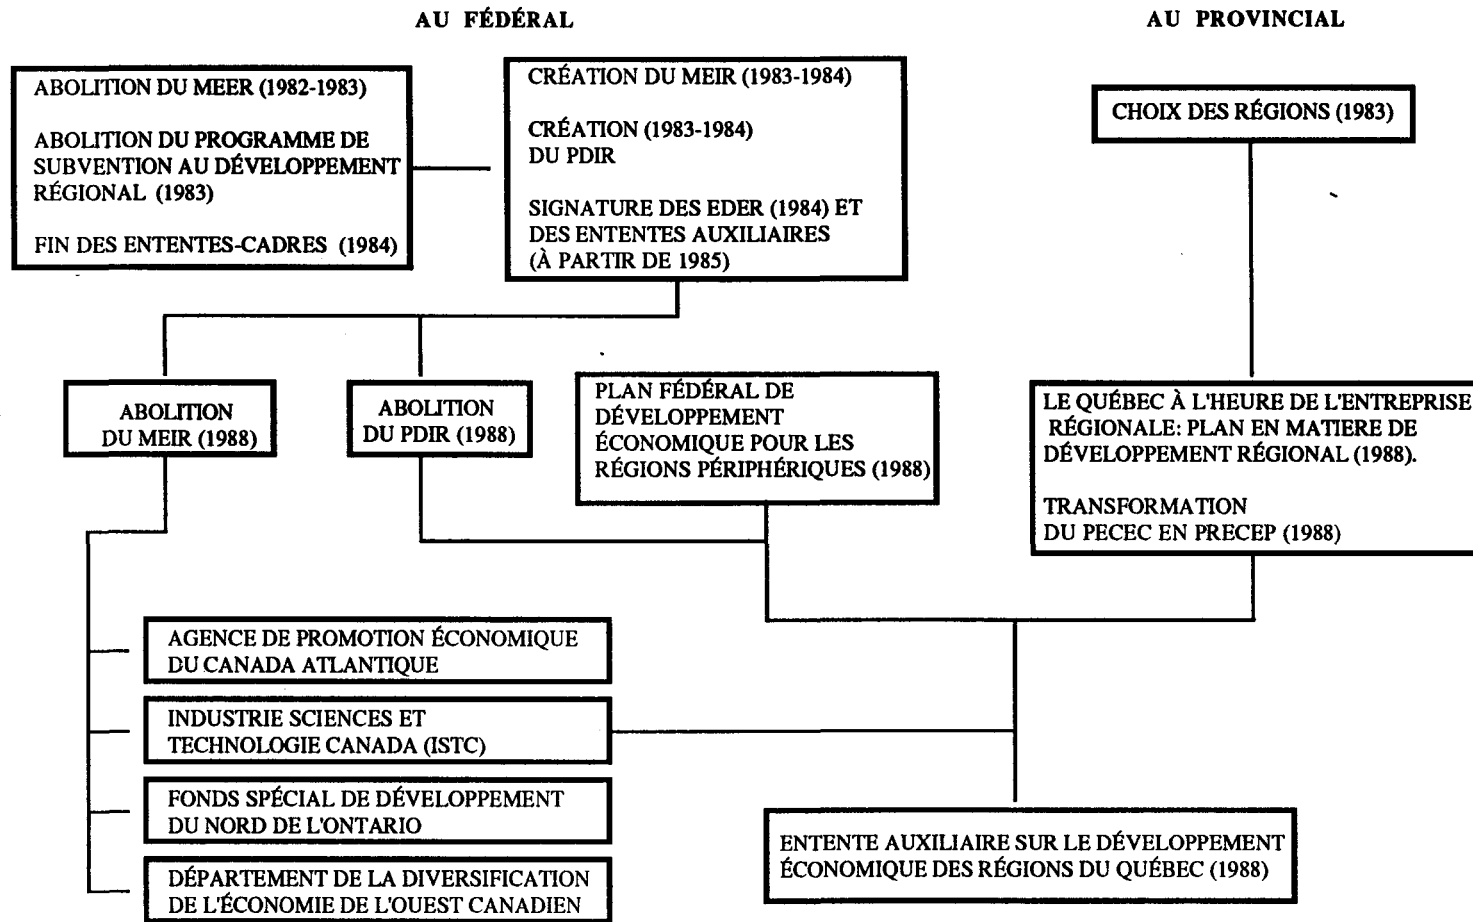 AU FÉDÉRAL
AU PROVINCIAL
ABOLITION DU MEER (1982-1983)
ABOLITION DU PROGRAMME DE
SUBVENTION AU DÉVELOPPEMENT
RÉGIONAL (1983)
FIN DES ENTENTES-CADRES (1984)
CRÉATION DU MEIR (1983-1984)
CRÉATION (1983-1984)
DU PDIR
SIGNATURE DES EDER (1984) ET
DES ENTENTES AUXILIAIRES
(À PARTIR DE 1985)
CHOIX DES RÉGIONS (1983)
ABOLITION
DU MEIR (1988)
ABOLITION
DU PDIR (1988)
PLAN FÉDÉRAL DE
DÉVELOPPEMENT
ÉCONOMIQUE POUR LES
RÉGIONS PÉRIPHÉRIQUES (1988)
LE QUÉBEC À L'HEURE DE L'ENTREPRISE
RÉGIONALE: PLAN EN MATIERE DE
DÉVELOPPEMENT RÉGIONAL (1988).
TRANSFORMATION
DU PECEC EN PRECEP (1988)
AGENCE DE PROMOTION ÉCONOMIQUE
DU CANADA ATLANTIQUE
INDUSTRIE SCIENCES ET
TECHNOLOGIE CANADA (ISTC)
FONDS SPÉCIAL DE DÉVELOPPEMENT
DU NORD DE L'ONTARIO
DÉPARTEMENT DE LA DIVERSIFICATION
DE L'ÉCONOMIE DE L'OUEST CANADIEN
ENTENTE AUXILIAIRE SUR LE DÉVELOPPEMENT
ÉCONOMIQUE DES RÉGIONS DU QUÉBEC (1988)